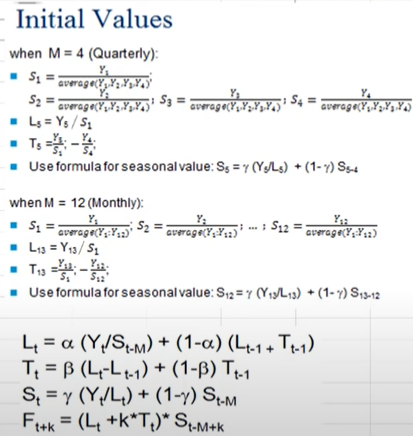 Initial Values
when M = 4 (Quarterly):
▪ S₁ = Y₁ / average(Y₁,Y₂,Y₃,Y₄);
S₂ = Y₂ / average(Y₁,Y₂,Y₃,Y₄); S₃ = Y₃ / average(Y₁,Y₂,Y₃,Y₄); S₄ = Y₄ / average(Y₁,Y₂,Y₃,Y₄)
▪ L₅ = Y₅ / S₁
▪ T₅ = Y₅/S₁; − Y₄/S₄;
▪ Use formula for seasonal value: S₅ = γ (Y₅/L₅) + (1- γ) S₅₋₄
when M = 12 (Monthly):
▪ S₁ = Y₁ / average(Y₁:Y₁₂); S₂ = Y₂ / average(Y₁:Y₁₂); ... ; S₁₂ = Y₁₂ / average(Y₁:Y₁₂)
▪ L₁₃ = Y₁₃ / S₁
▪ T₁₃ = Y₁₃/S₁; − Y₁₂/S₁₂;
▪ Use formula for seasonal value: S₁₂ = γ (Y₁₃/L₁₃) + (1- γ) S₁₃₋₁₂
Lₜ = α (Yₜ/Sₜ₋M) + (1-α) (Lₜ₋₁ + Tₜ₋₁)
Tₜ = β (Lₜ-Lₜ₋₁) + (1-β) Tₜ₋₁
Sₜ = γ (Yₜ/Lₜ) + (1-γ) Sₜ₋M
Fₜ₊ₖ = (Lₜ +k*Tₜ)* Sₜ₋M₊ₖ